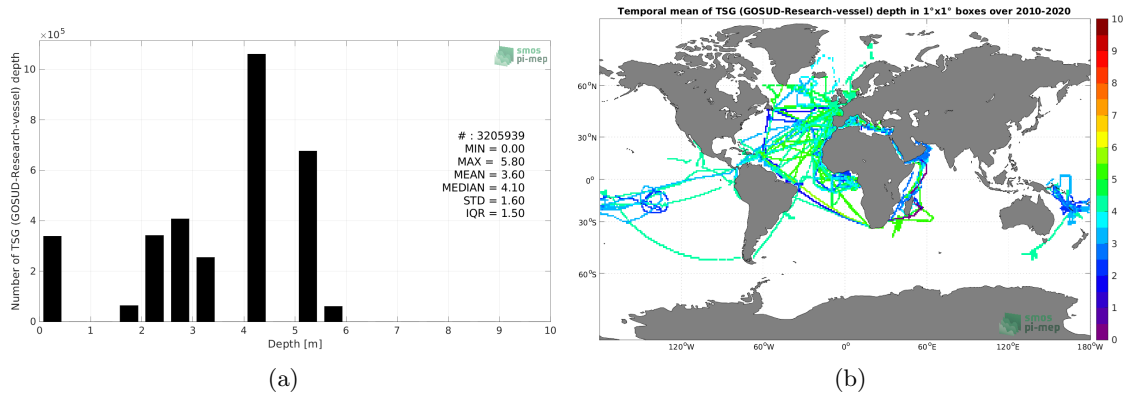 ×10⁵
10
8
6
4
2
0
Number of TSG (GOSUD-Research-vessel) depth
smos
pi-mep
# : 3205939
MIN = 0.00
MAX = 5.80
MEAN = 3.60
MEDIAN = 4.10
STD = 1.60
IQR = 1.50
0 1 2 3 4 5 6 7 8 9 10
Depth [m]
(a)
Temporal mean of TSG (GOSUD-Research-vessel) depth in 1°x1° boxes over 2010-2020
60°N
30°N
0°
30°S
60°S
120°W 60°W 0° 60°E 120°E 180°W
smos
pi-mep
10
9
8
7
6
5
4
3
2
1
0
(b)